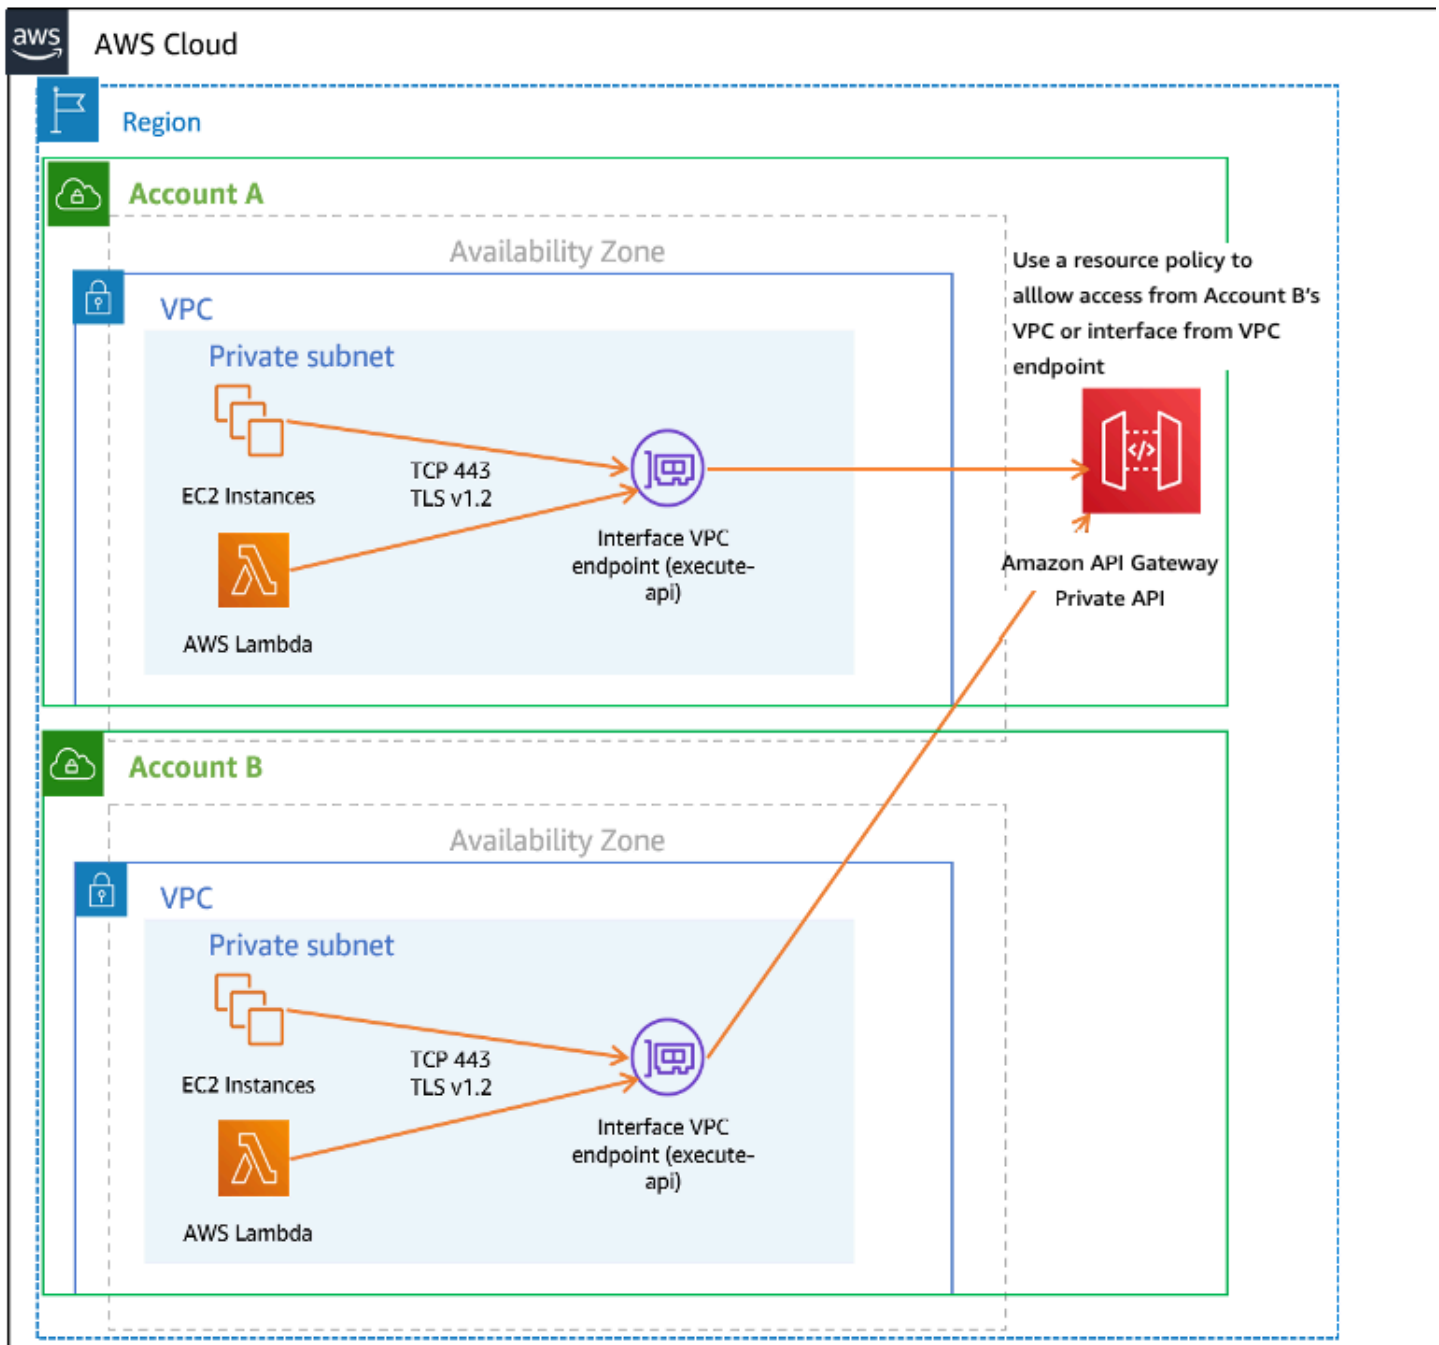 aws
AWS Cloud
Region
Account A
Availability Zone
Use a resource policy to
alllow access from Account B's
VPC or interface from VPC
endpoint
VPC
Private subnet
TCP 443
TLS v1.2
EC2 Instances
Interface VPC
endpoint (execute-
api)
</>
Amazon API Gateway
Private API
AWS Lambda
Account B
Availability Zone
VPC
Private subnet
TCP 443
TLS v1.2
EC2 Instances
Interface VPC
endpoint (execute-
api)
AWS Lambda